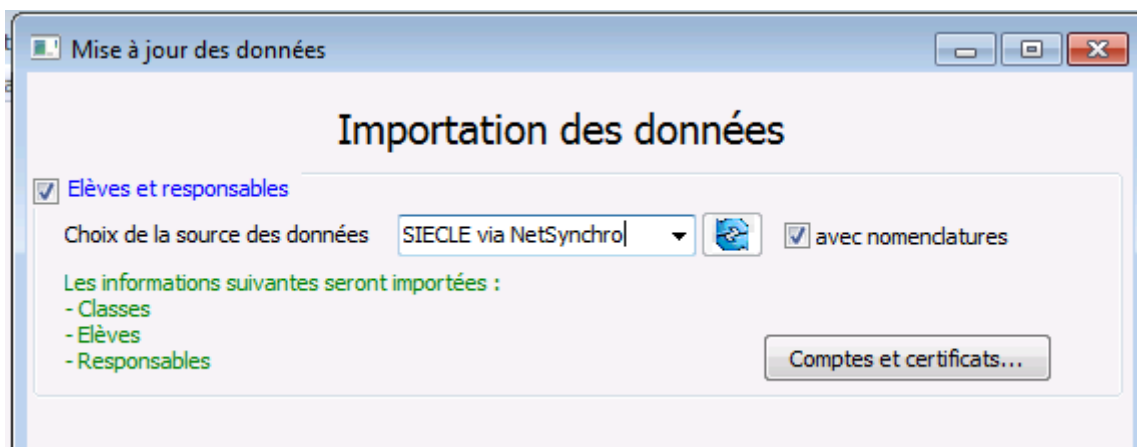 Mise à jour des données
Importation des données
Elèves et responsables
Choix de la source des données SIECLE via NetSynchro avec nomenclatures
Les informations suivantes seront importées :
- Classes
- Elèves
- Responsables
Comptes et certificats...